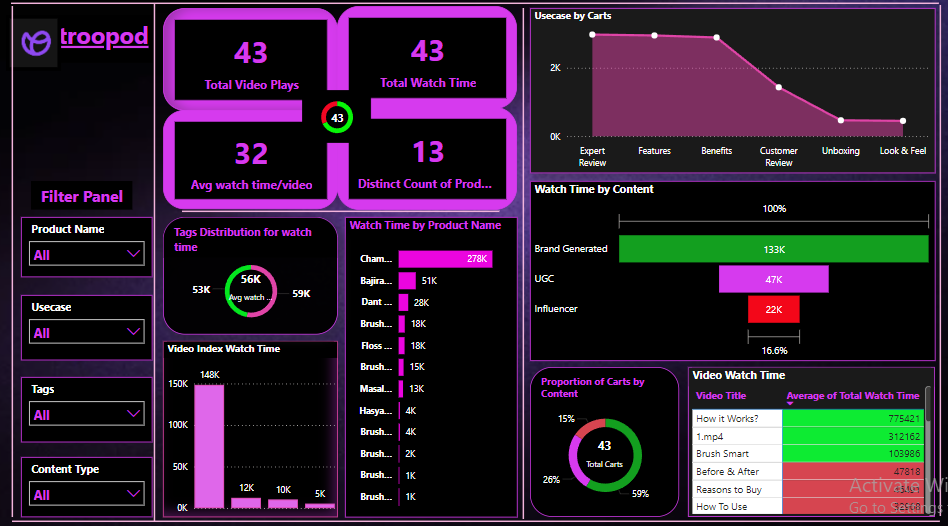 troopod
Filter Panel
Product Name
All
Usecase
All
Tags
All
Content Type
All
43
Total Video Plays
43
Total Watch Time
43
32
Avg watch time/video
13
Distinct Count of Prod...
Tags Distribution for watch
time
53K
56K
Avg watch ...
59K
Video Index Watch Time
150K
100K
50K
0K
148K
12K
10K
5K
Watch Time by Product Name
Cham... 278K
Bajira... 51K
Dant ... 28K
Brush... 18K
Floss ... 18K
Brush... 15K
Masal... 13K
Hasya... 4K
Brush... 4K
Brush... 2K
Brush... 1K
Brush... 1K
Usecase by Carts
2K
0K
Expert
Review
Features
Benefits
Customer
Review
Unboxing
Look & Feel
Watch Time by Content
100%
Brand Generated 133K
UGC 47K
Influencer 22K
16.6%
Proportion of Carts by
Content
15%
43
Total Carts
26%
59%
Video Watch Time
Video Title Average of Total Watch Time
How it Works? 775421
1.mp4 312162
Brush Smart 103986
Before & After 47818
Reasons to Buy
How To Use
Activate Wi
Go to Settings